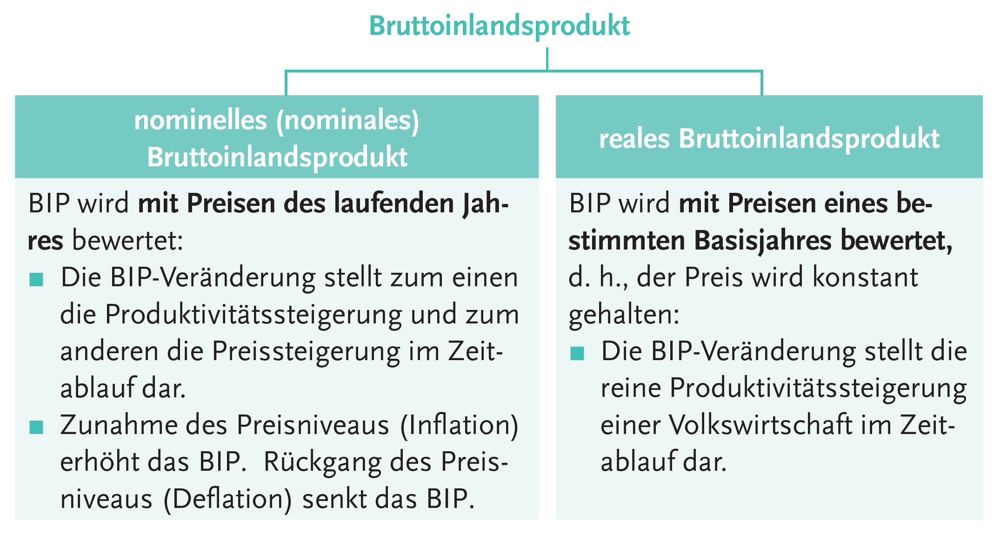 Bruttoinlandsprodukt
nominelles (nominales)
Bruttoinlandsprodukt
BIP wird mit Preisen des laufenden Jah-
res bewertet:
■ Die BIP-Veränderung stellt zum einen
die Produktivitätssteigerung und zum
anderen die Preissteigerung im Zeit-
ablauf dar.
■ Zunahme des Preisniveaus (Inflation)
erhöht das BIP. Rückgang des Preis-
niveaus (Deflation) senkt das BIP.
reales Bruttoinlandsprodukt
BIP wird mit Preisen eines be-
stimmten Basisjahres bewertet,
d. h., der Preis wird konstant
gehalten:
■ Die BIP-Veränderung stellt die
reine Produktivitätssteigerung
einer Volkswirtschaft im Zeit-
ablauf dar.